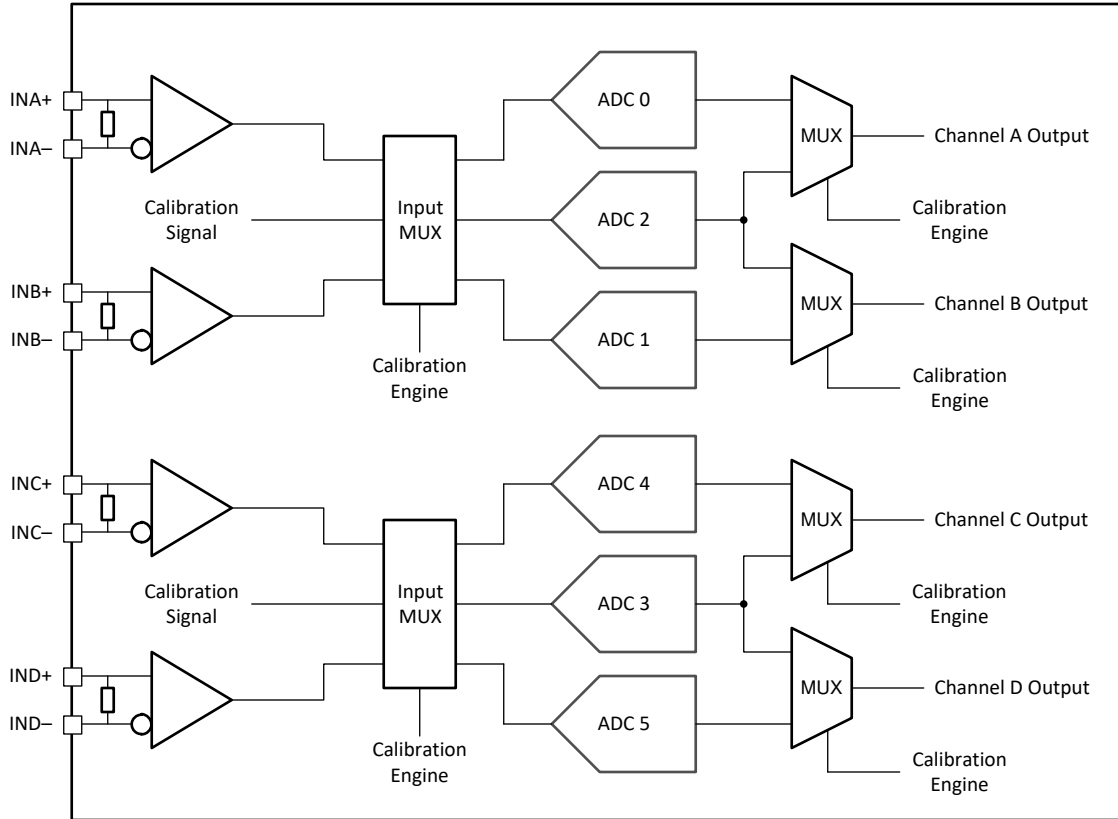 INA+
INA–
Calibration
Signal
INB+
INB–
Input
MUX
Calibration
Engine
ADC 0
ADC 2
ADC 1
MUX
Channel A Output
Calibration
Engine
MUX
Channel B Output
Calibration
Engine
INC+
INC–
Calibration
Signal
IND+
IND–
Input
MUX
Calibration
Engine
ADC 4
ADC 3
ADC 5
MUX
Channel C Output
Calibration
Engine
MUX
Channel D Output
Calibration
Engine